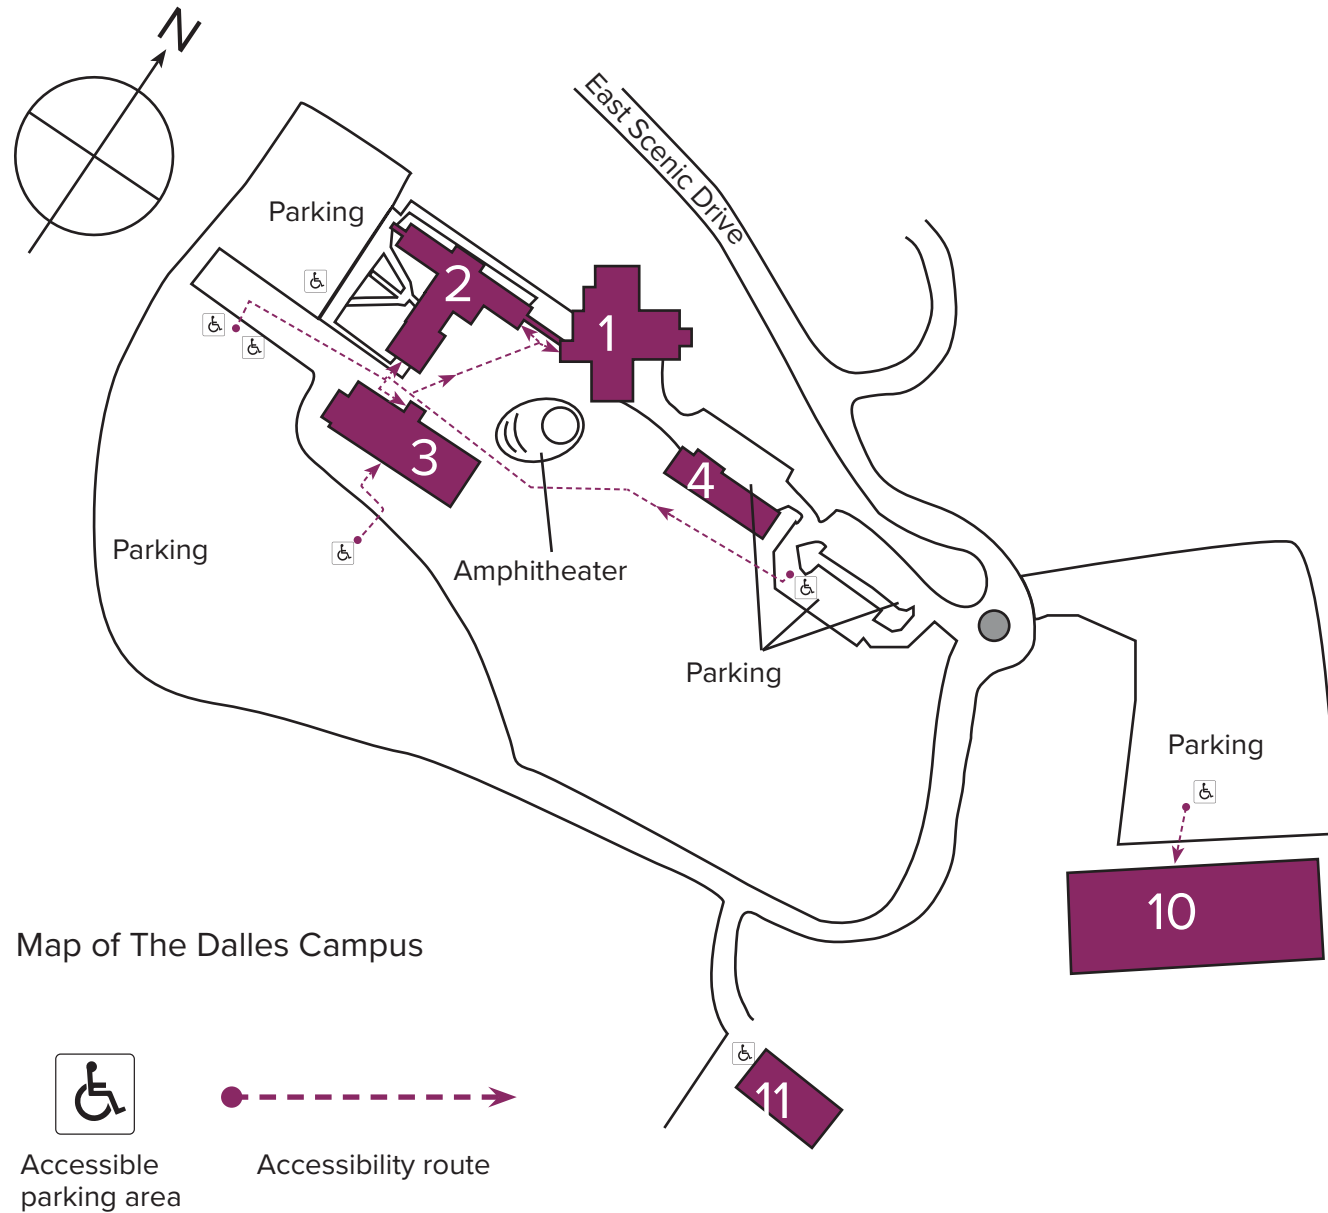 N
East Scenic Drive
Parking
2
1
3
4
Parking
Amphitheater
Parking
Parking
10
Map of The Dalles Campus
11
Accessible
parking area
Accessibility route